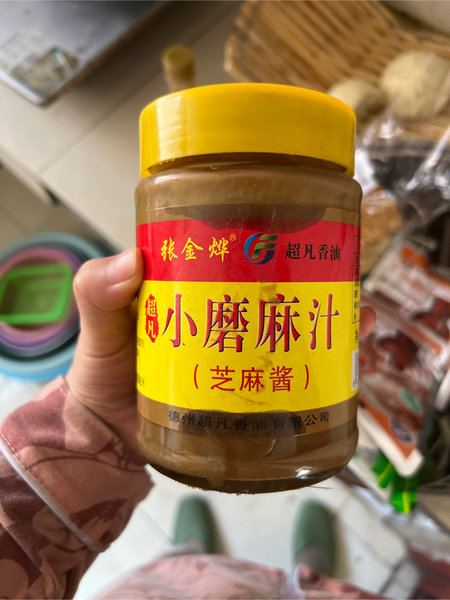 张金烨® 超凡香油
超凡
小磨麻汁
（芝麻酱）
德州超凡香油有限公司